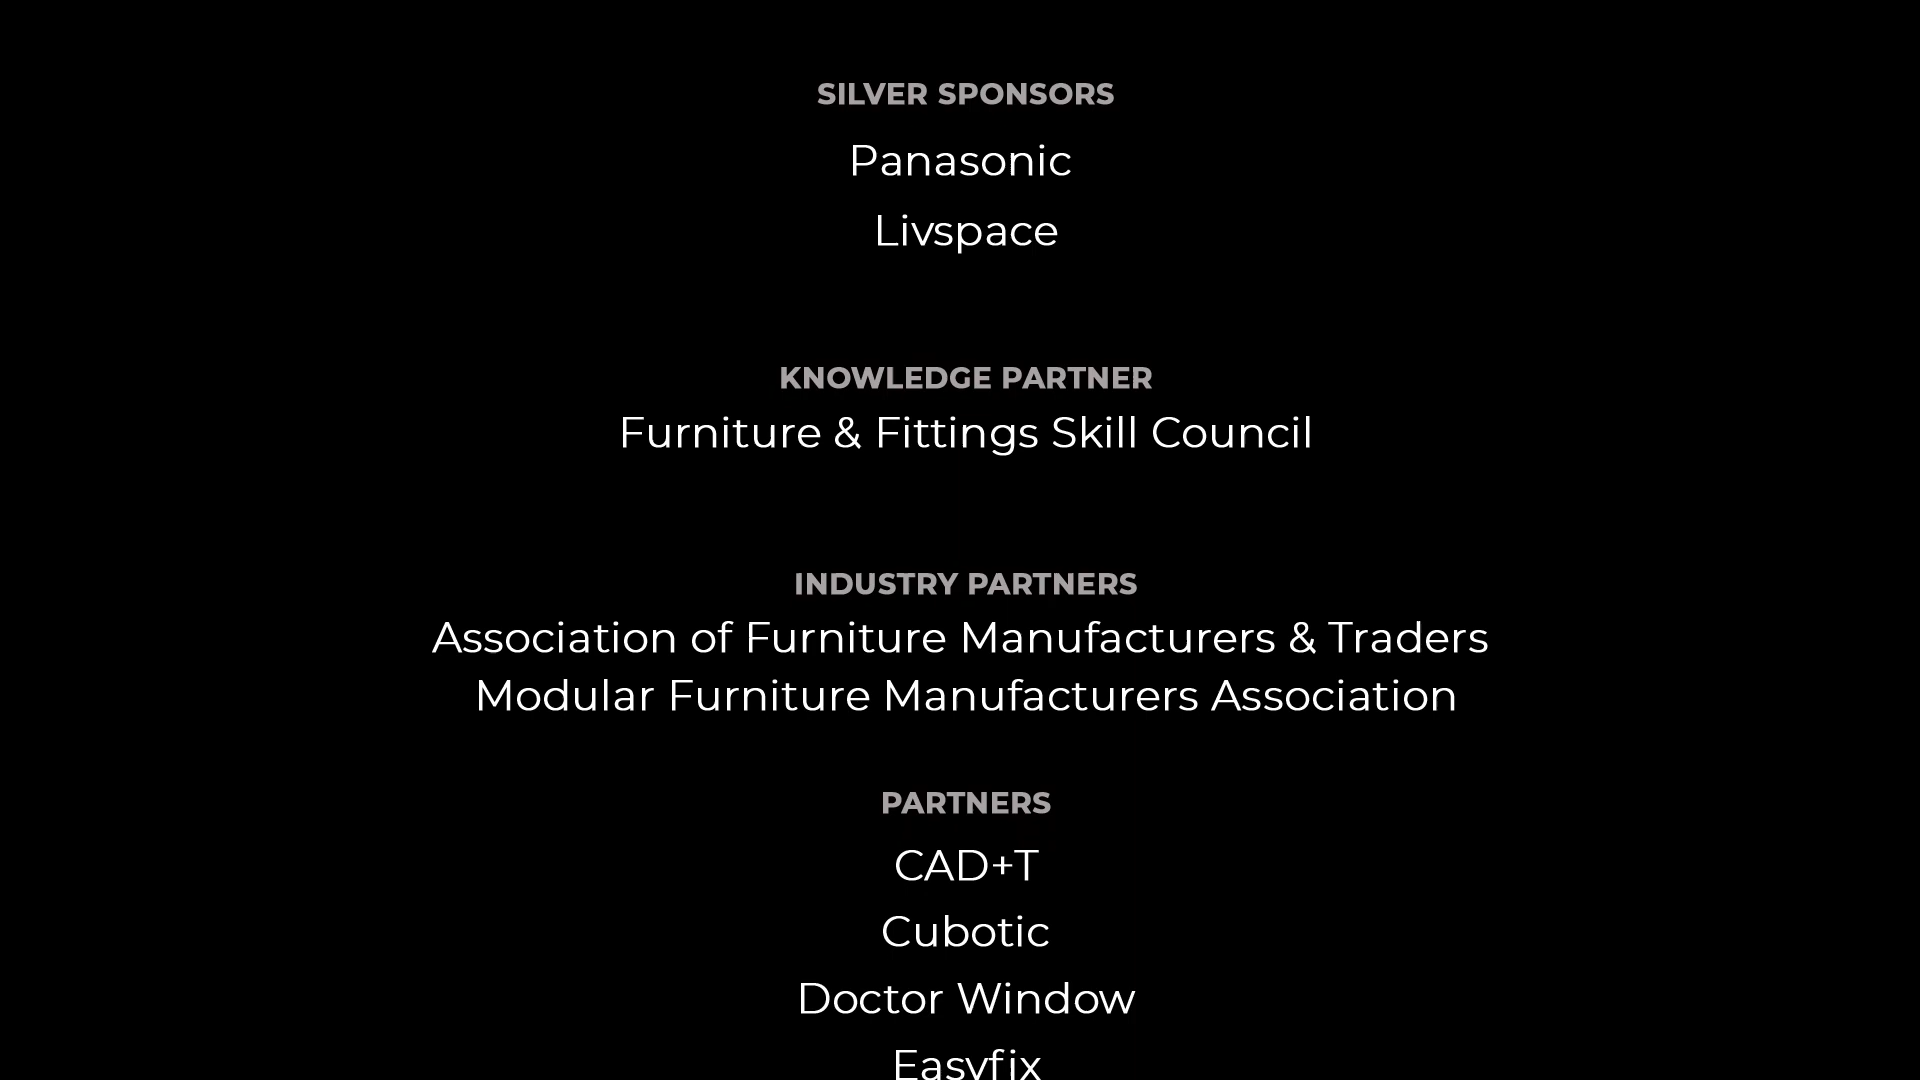 SILVER SPONSORS
Panasonic
Livspace
KNOWLEDGE PARTNER
Furniture & Fittings Skill Council
INDUSTRY PARTNERS
Association of Furniture Manufacturers & Traders
Modular Furniture Manufacturers Association
PARTNERS
CAD+T
Cubotic
Doctor Window
Easyfix